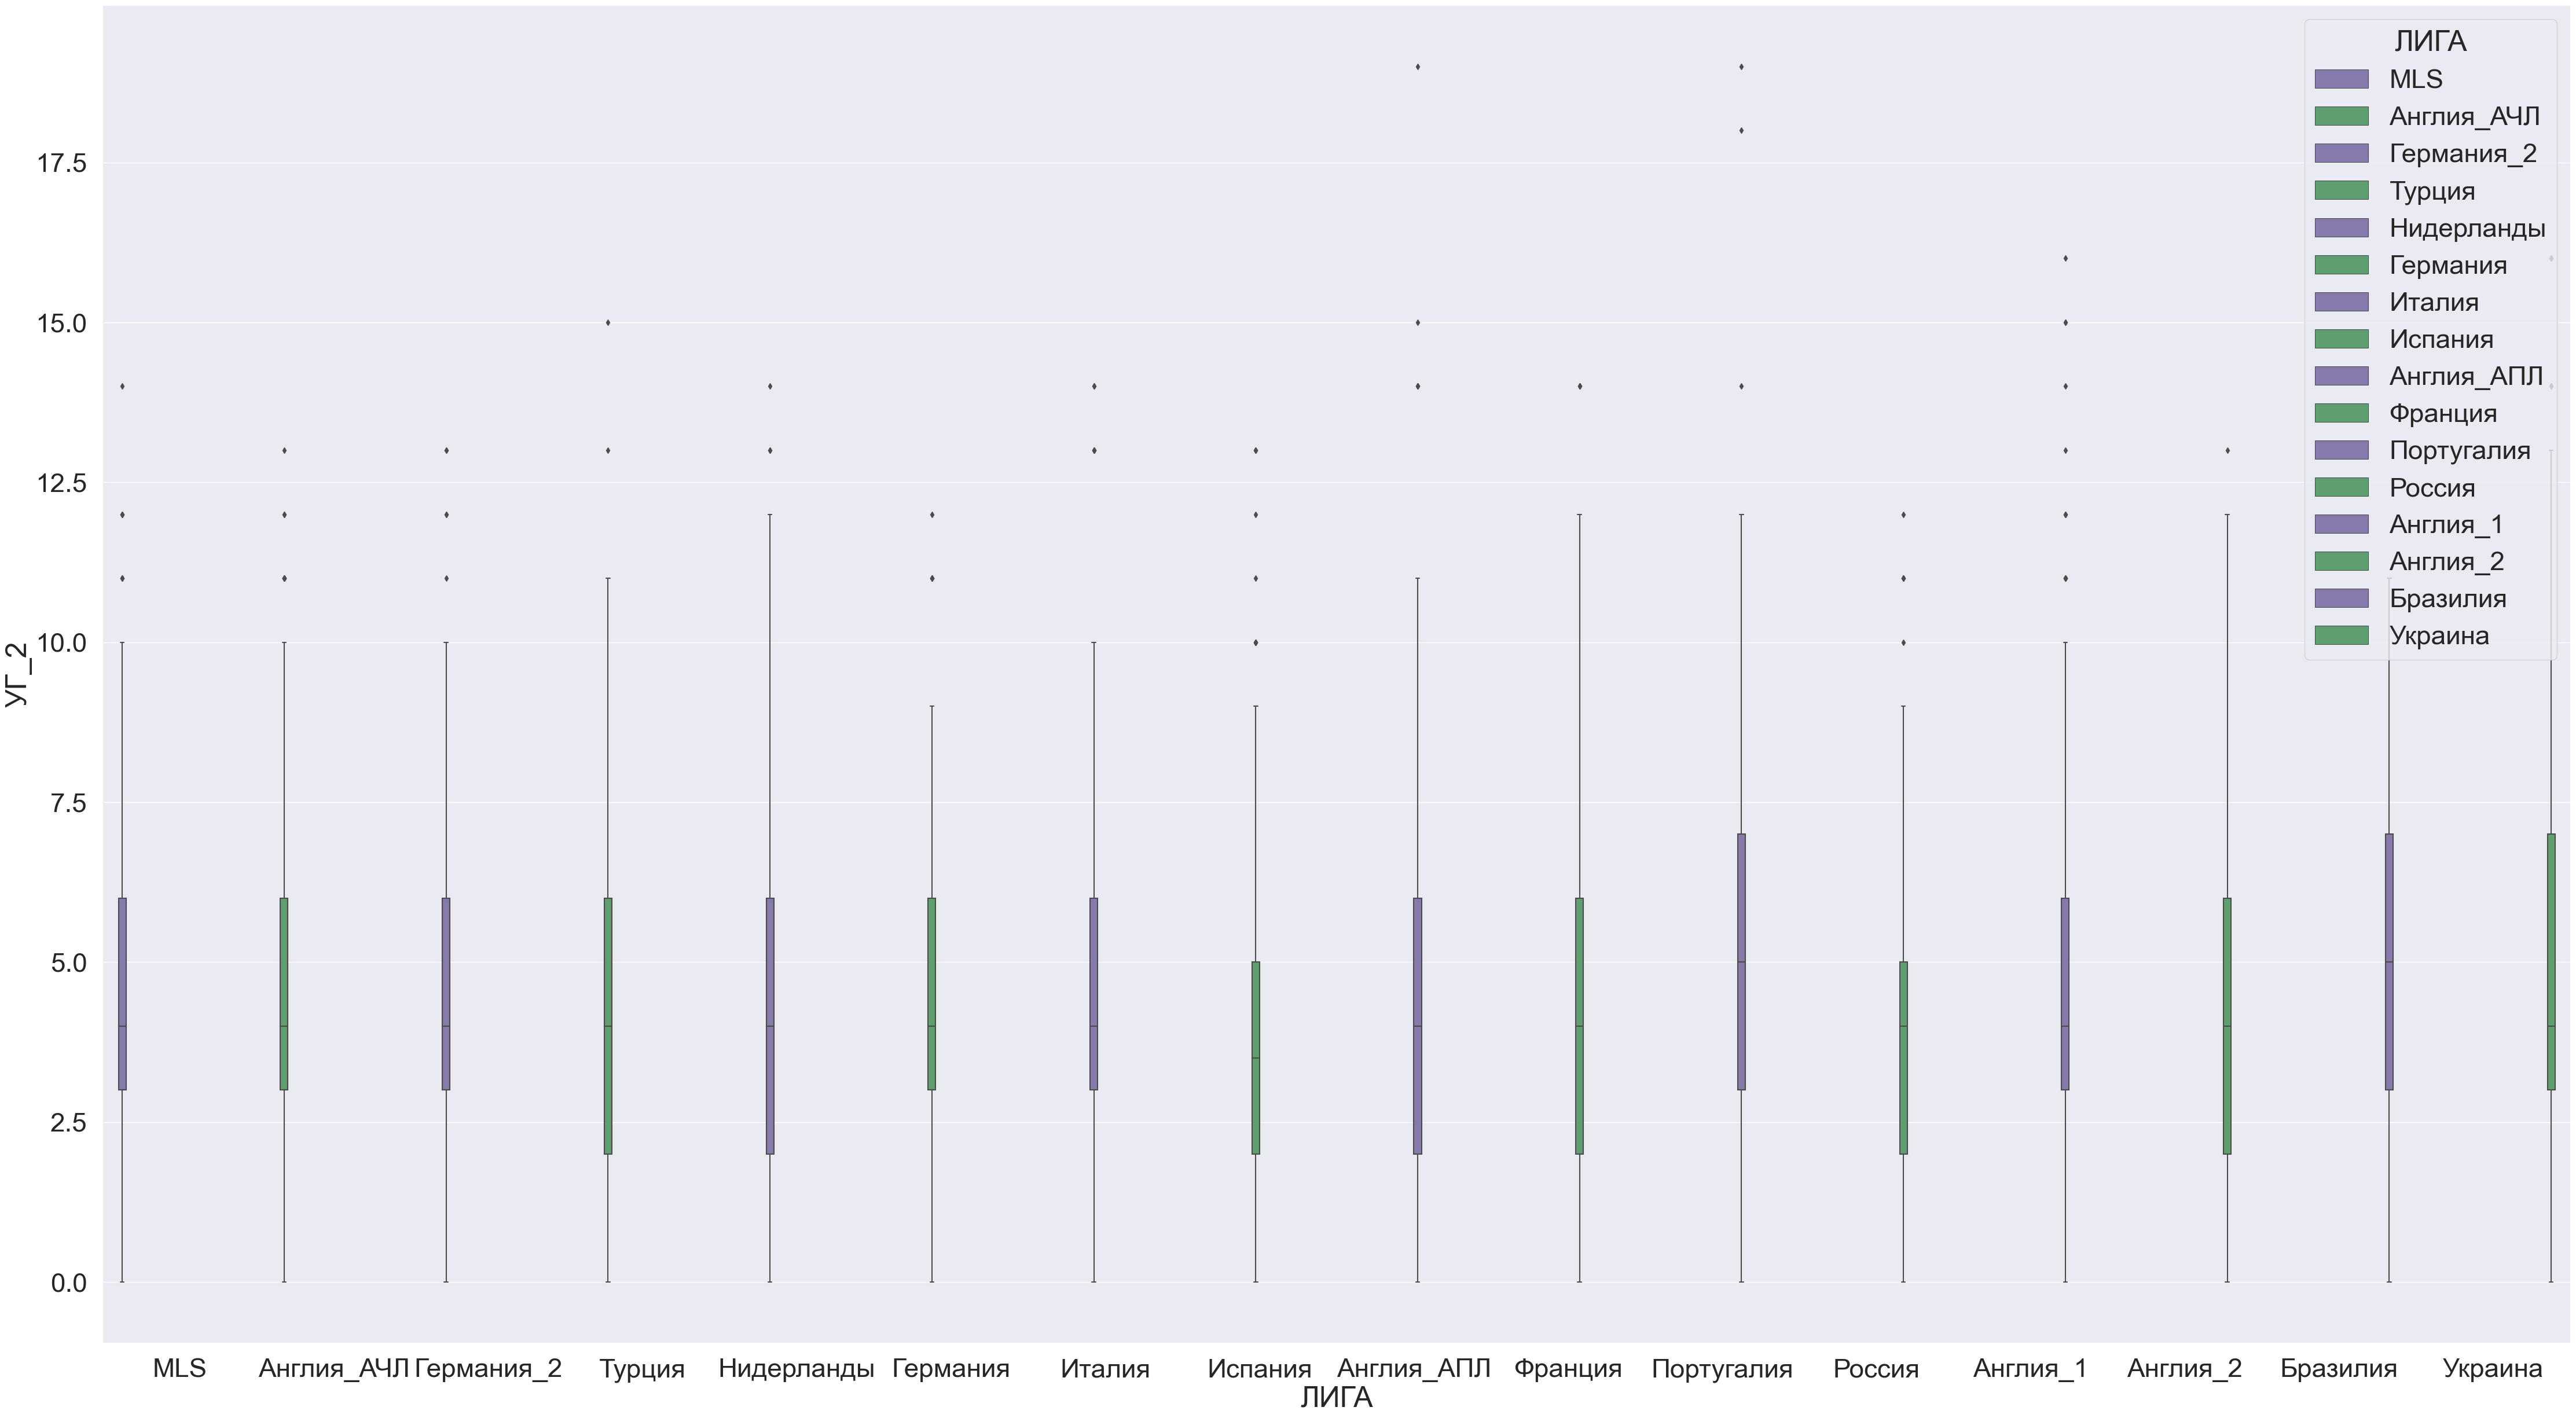 ЛИГА
MLS
Англия_АЧЛ
Германия_2
Турция
Нидерланды
Германия
Италия
Испания
Англия_АПЛ
Франция
Португалия
Россия
Англия_1
Англия_2
Бразилия
Украина
17.5
15.0
12.5
10.0
7.5
5.0
2.5
0.0
УГ_2
MLS Англия_АЧЛ Германия_2 Турция Нидерланды Германия Италия Испания Англия_АПЛ Франция Португалия Россия Англия_1 Англия_2 Бразилия Украина
ЛИГА